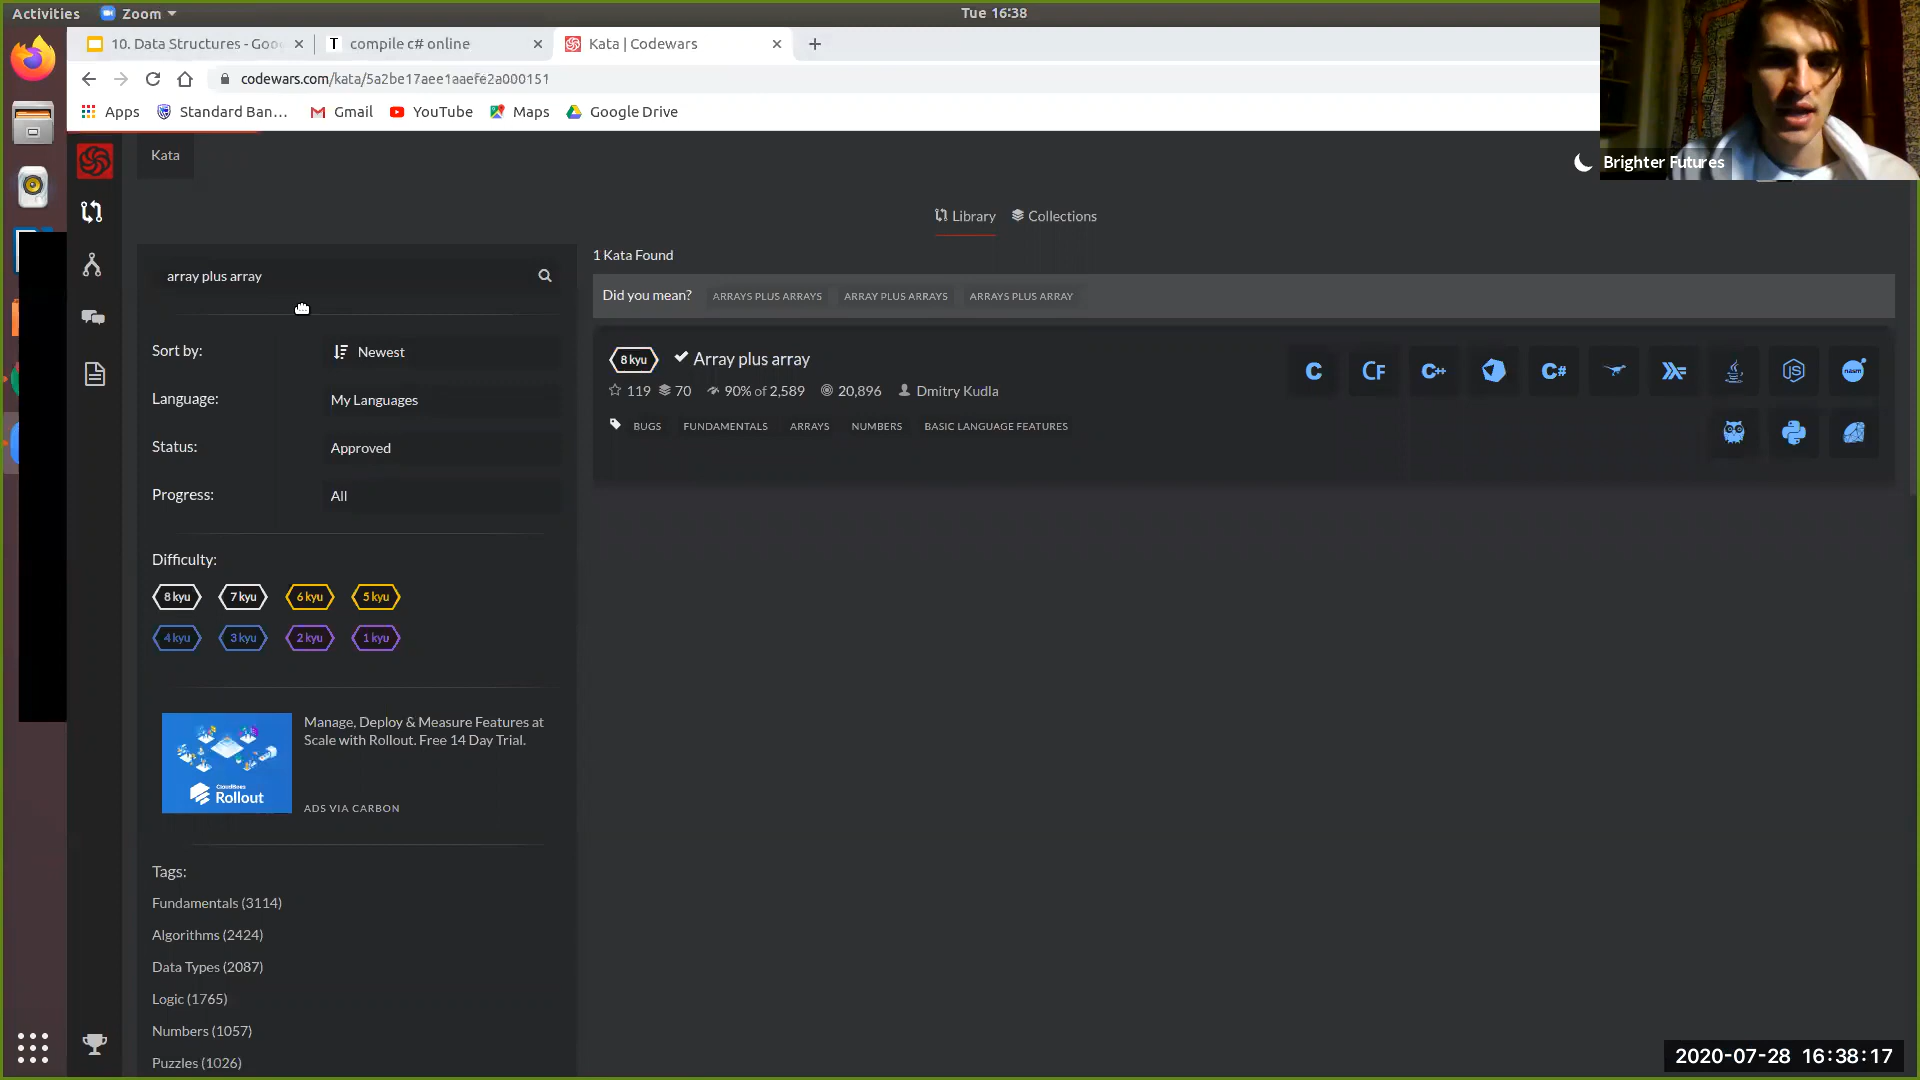 Activities Zoom Tue 16:38
10. Data Structures - Goo compile c# online Kata | Codewars
codewars.com/kata/5a2be17aee1aaefe2a000151
Apps Standard Ban... Gmail YouTube Maps Google Drive
Brighter Futures
Kata
Library Collections
array plus array
Sort by: Newest
Language: My Languages
Status: Approved
Progress: All
Difficulty:
8 kyu 7 kyu 6 kyu 5 kyu
4 kyu 3 kyu 2 kyu 1 kyu
CloudBees
Rollout
Manage, Deploy & Measure Features at
Scale with Rollout. Free 14 Day Trial.
ADS VIA CARBON
Tags:
Fundamentals (3114)
Algorithms (2424)
Data Types (2087)
Logic (1765)
Numbers (1057)
Puzzles (1026)
1 Kata Found
Did you mean? ARRAYS PLUS ARRAYS ARRAY PLUS ARRAYS ARRAYS PLUS ARRAY
8 kyu Array plus array
119 70 90% of 2,589 20,896 Dmitry Kudla
BUGS FUNDAMENTALS ARRAYS NUMBERS BASIC LANGUAGE FEATURES
C CF C++ C# JS nasm
2020-07-28 16:38:17